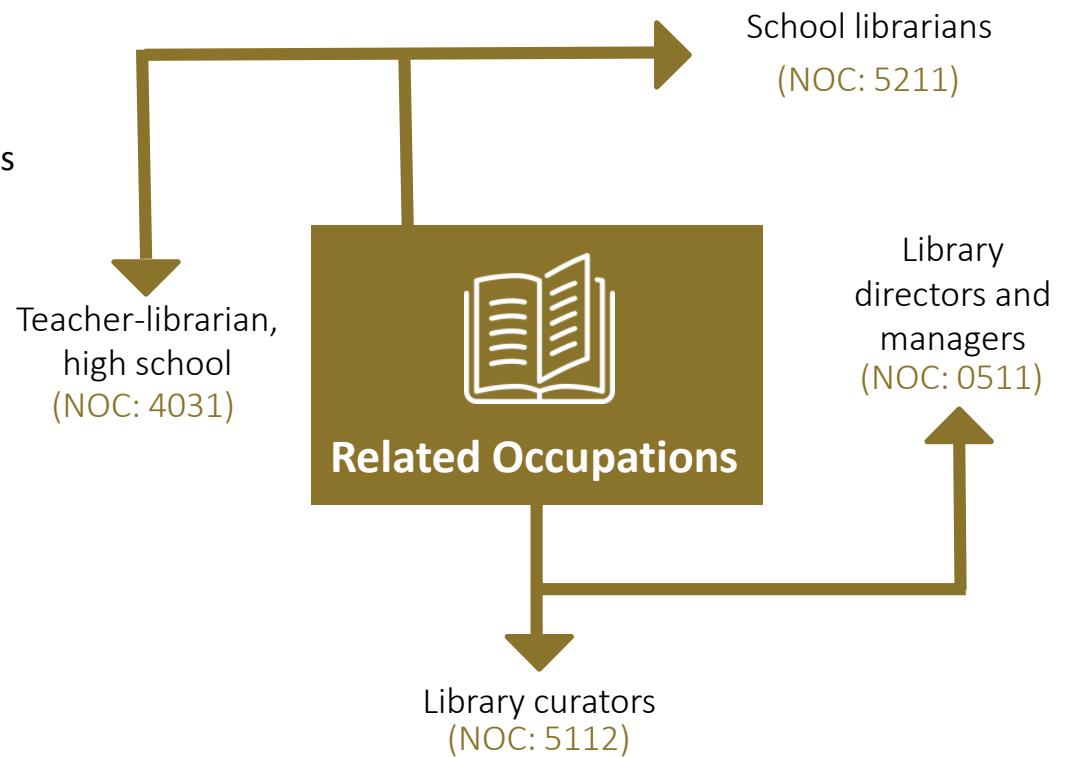 School librarians
(NOC: 5211)
s
Teacher-librarian,
high school
(NOC: 4031)
Library
directors and
managers
(NOC: 0511)
Related Occupations
Library curators
(NOC: 5112)